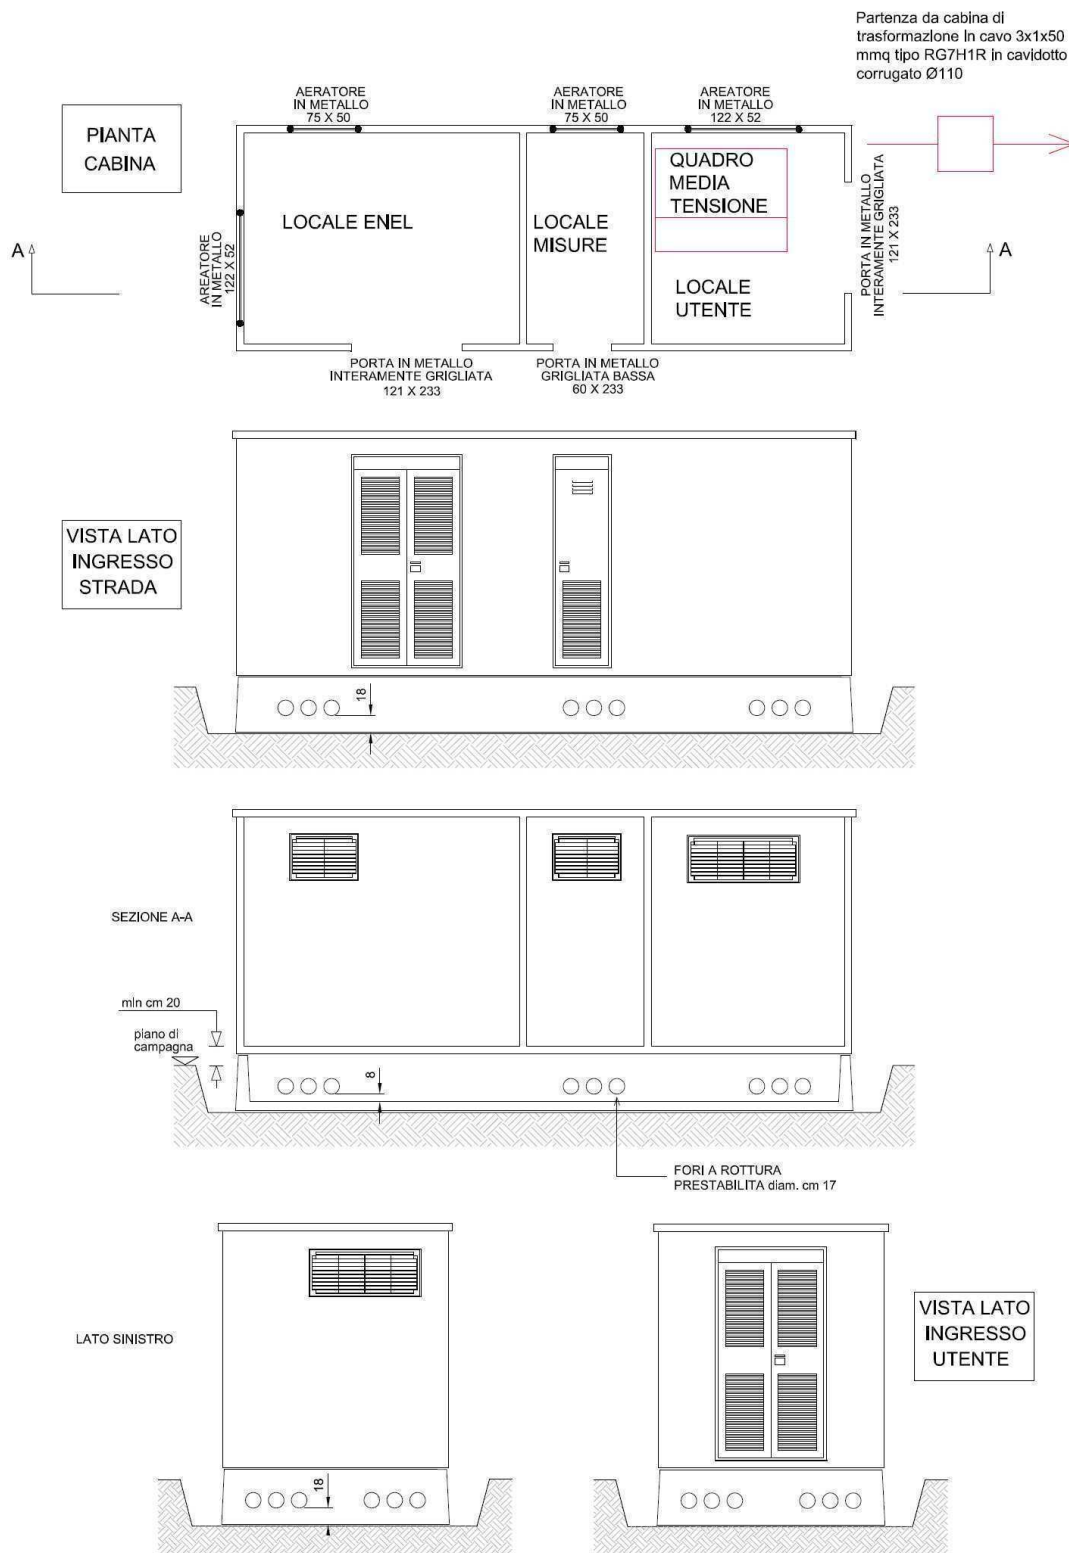 Partenza da cabina di
trasformazione in cavo 3x1x50
mmq tipo RG7H1R in cavidotto
corrugato Ø110
AERATORE
IN METALLO
75 X 50
AERATORE
IN METALLO
75 X 50
AREATORE
IN METALLO
122 X 52
PIANTA
CABINA
QUADRO
MEDIA
TENSIONE
LOCALE ENEL
LOCALE
MISURE
LOCALE
UTENTE
A
A
AREATORE
IN METALLO
122 X 52
PORTA IN METALLO
INTERAMENTE GRIGLIATA
121 X 233
PORTA IN METALLO
INTERAMENTE GRIGLIATA
121 X 233
PORTA IN METALLO
GRIGLIATA BASSA
60 X 233
VISTA LATO
INGRESSO
STRADA
18
SEZIONE A-A
min cm 20
piano di
campagna
8
FORI A ROTTURA
PRESTABILITA diam. cm 17
LATO SINISTRO
18
VISTA LATO
INGRESSO
UTENTE